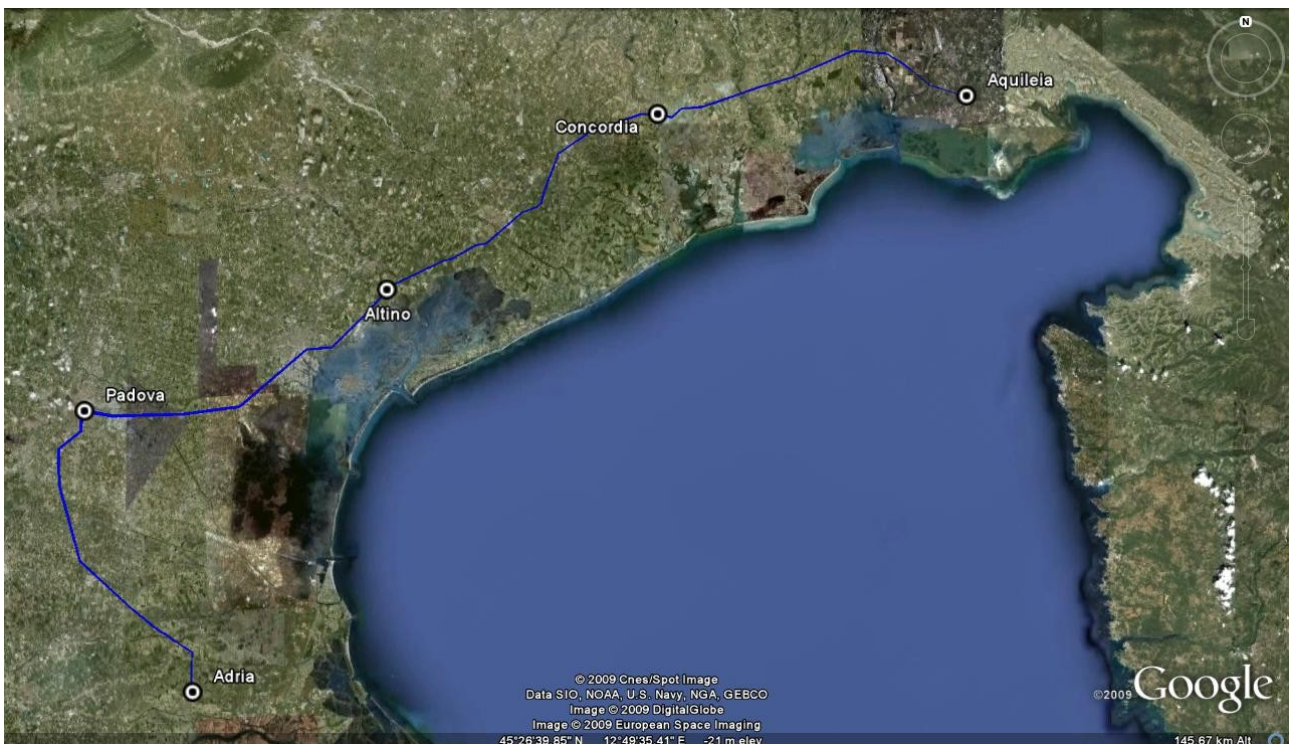 N
Aquileia
Concordia
Altino
Padova
Adria
© 2009 Cnes/Spot Image
Data SIO, NOAA, U.S. Navy, NGA, GEBCO
Image © 2009 DigitalGlobe
Image © 2009 European Space Imaging
©2009 Google
45°26'39.85" N 12°49'35.41" E -21 m elev 145.67 km Alt